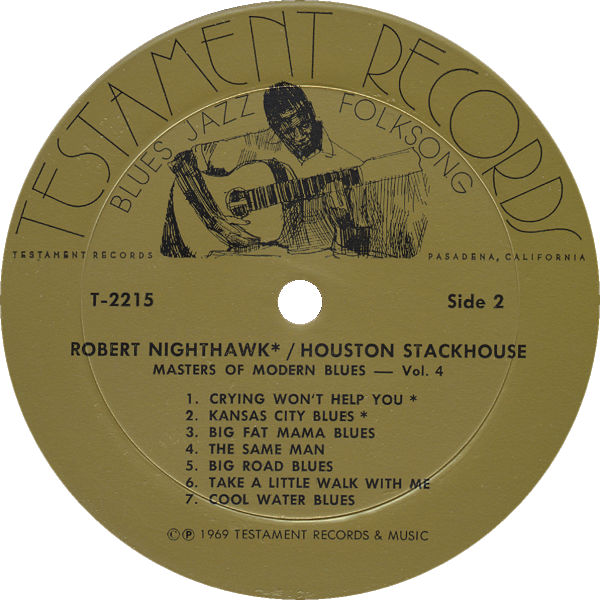 TESTAMENT RECORDS
BLUES JAZZ FOLKSONG
TESTAMENT RECORDS
PASADENA, CALIFORNIA
T-2215
Side 2
ROBERT NIGHTHAWK* / HOUSTON STACKHOUSE
MASTERS OF MODERN BLUES — Vol. 4
1. CRYING WON'T HELP YOU *
2. KANSAS CITY BLUES *
3. BIG FAT MAMA BLUES
4. THE SAME MAN
5. BIG ROAD BLUES
6. TAKE A LITTLE WALK WITH ME
7. COOL WATER BLUES
©℗ 1969 TESTAMENT RECORDS & MUSIC